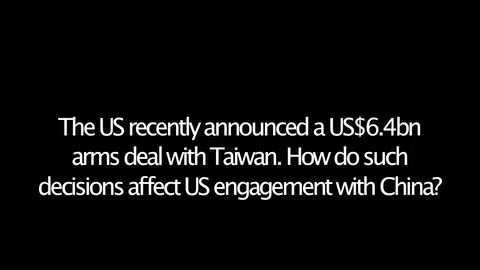 The US recently announced a US$6.4bn
arms deal with Taiwan. How do such
decisions affect US engagement with China?